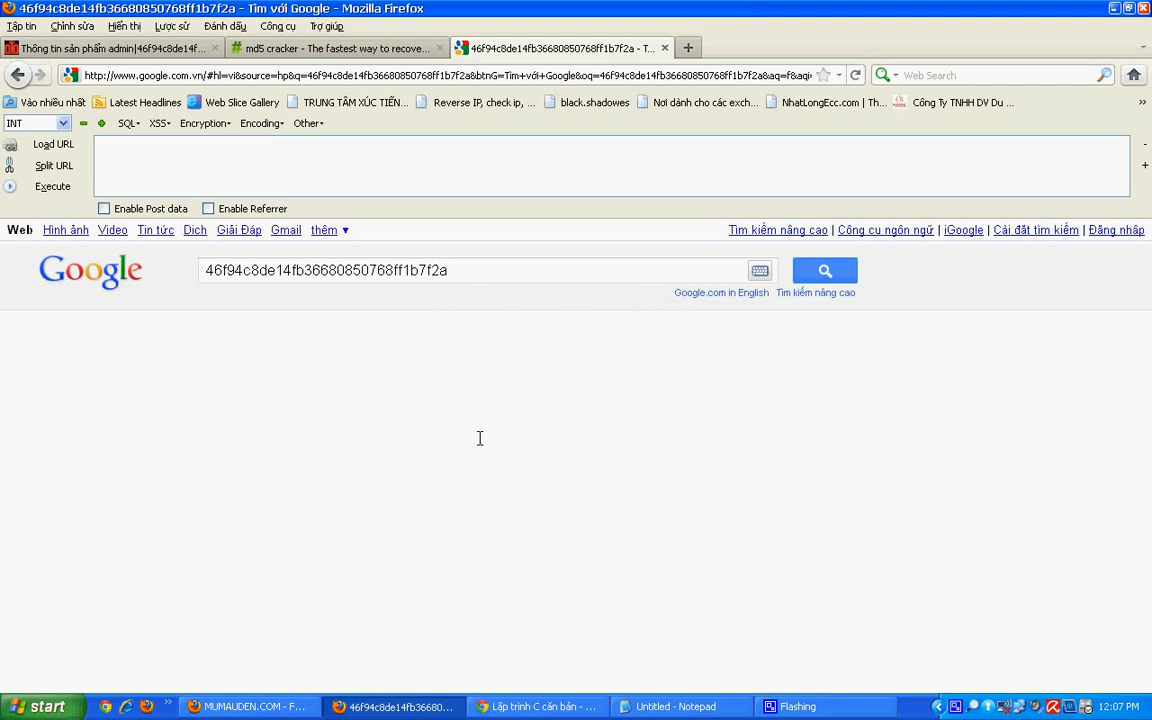 46f94c8de14fb36680850768ff1b7f2a - Tìm với Google - Mozilla Firefox
Tập tin Chỉnh sửa Hiển thị Lược sử Đánh dấu Công cụ Trợ giúp
Thông tin sản phẩm admin|46f94c8de14f... md5 cracker - The fastest way to recove... 46f94c8de14fb36680850768ff1b7f2a - T...
http://www.google.com.vn/#hl=vi&source=hp&q=46f94c8de14fb36680850768ff1b7f2a&btnG=Tìm+với+Google&oq=46f94c8de14fb36680850768ff1b7f2a&aq=f&aqi Web Search
Vào nhiều nhất Latest Headlines Web Slice Gallery TRUNG TÂM XÚC TIẾN... Reverse IP, check ip, ... black.shadowes Nơi dành cho các exch... NhatLongEcc.com | Th... Công Ty TNHH DV Du ...
INT SQL XSS Encryption Encoding Other
Load URL
Split URL
Execute
Enable Post data Enable Referrer
Web Hình ảnh Video Tin tức Dịch Giải Đáp Gmail thêm ▼ Tìm kiếm nâng cao | Công cụ ngôn ngữ | iGoogle | Cài đặt tìm kiếm | Đăng nhập
Google 46f94c8de14fb36680850768ff1b7f2a
Google.com in English Tìm kiếm nâng cao
start MUMAUDEN.COM - F... 46f94c8de14fb36680... Lập trình C căn bản - ... Untitled - Notepad Flashing 12:07 PM